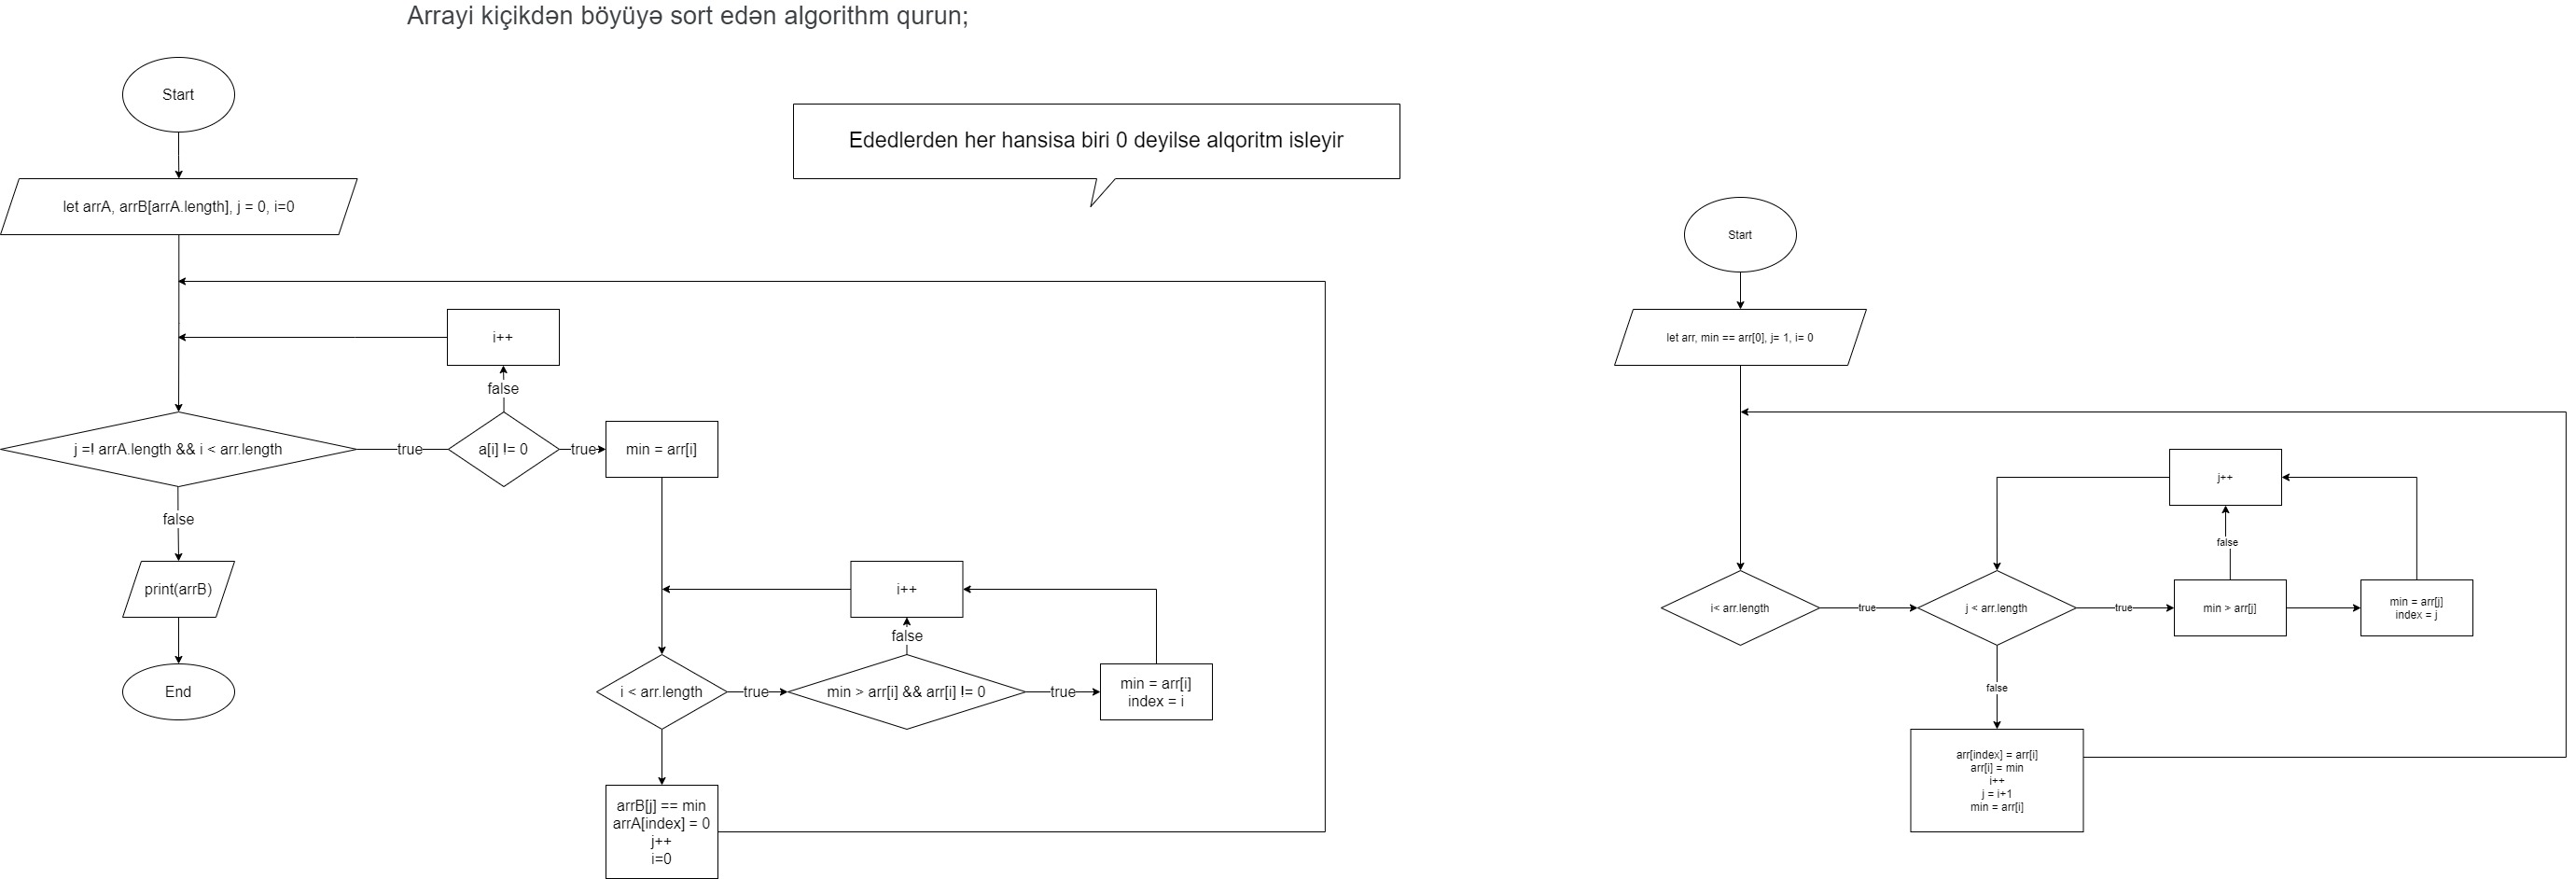 Arrayi kiçikdən böyüyə sort edən algorithm qurun;
Start
let arrA, arrB[arrA.length], j = 0, i=0
Ededlerden her hansisa biri 0 deyilse alqoritm isleyir
i++
false
j =! arrA.length && i < arr.length
true
a[i] != 0
true
min = arr[i]
false
print(arrB)
End
i++
false
i < arr.length
true
min > arr[i] && arr[i] != 0
true
min = arr[i]
index = i
arrB[j] == min
arrA[index] = 0
j++
i=0
Start
let arr, min == arr[0], j= 1, i= 0
j++
false
i< arr.length
true
j < arr.length
true
min > arr[j]
min = arr[j]
index = j
false
arr[index] = arr[i]
arr[i] = min
i++
j = i+1
min = arr[i]